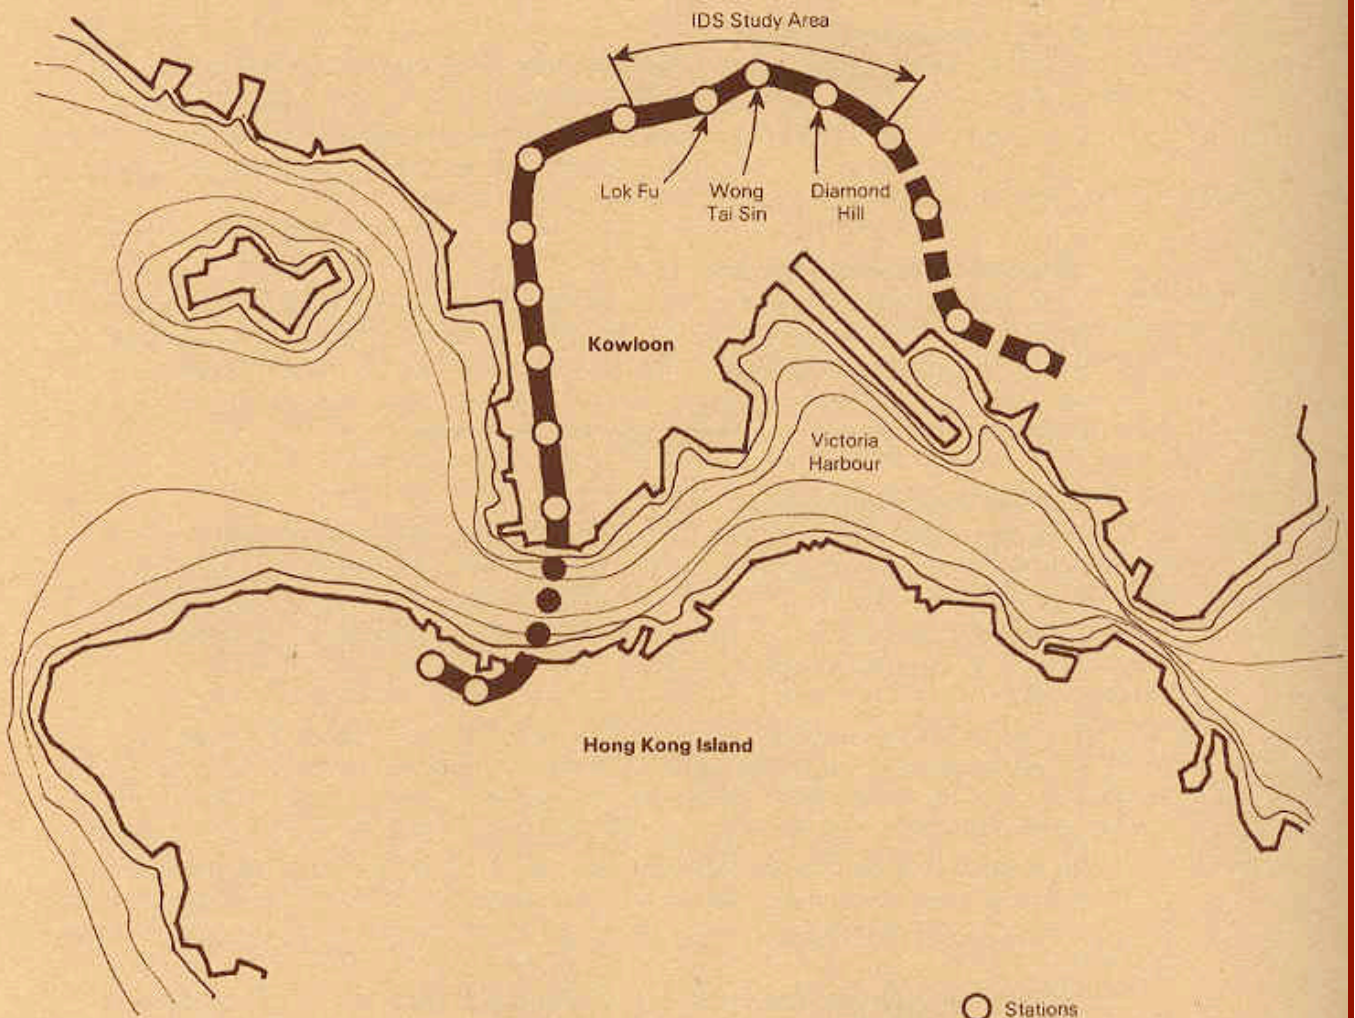 IDS Study Area
Lok Fu
Wong
Tai Sin
Diamond
Hill
Kowloon
Victoria
Harbour
Hong Kong Island
Stations